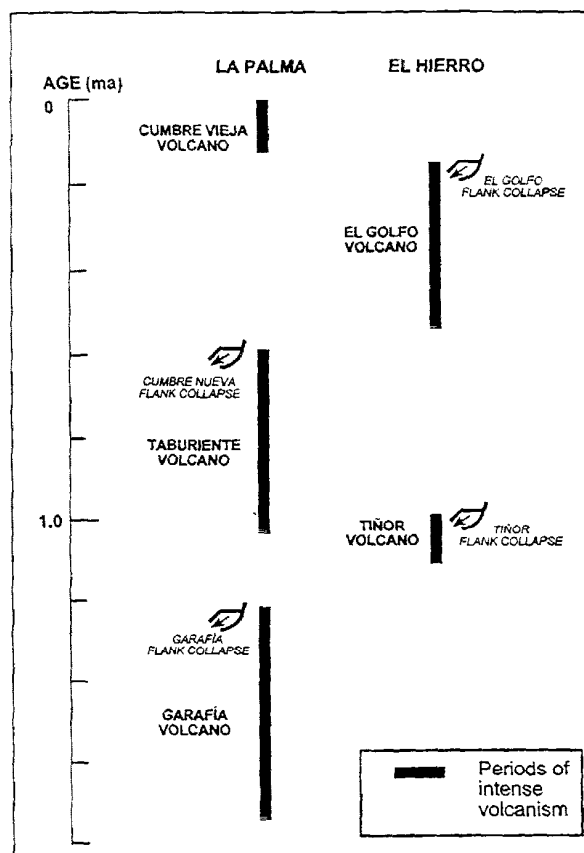 LA PALMA
EL HIERRO
AGE (ma)
0
CUMBRE VIEJA
VOLCANO
EL GOLFO
FLANK COLLAPSE
EL GOLFO
VOLCANO
CUMBRE NUEVA
FLANK COLLAPSE
TABURIENTE
VOLCANO
1.0
TIÑOR
VOLCANO
TIÑOR
FLANK COLLAPSE
GARAFÍA
FLANK COLLAPSE
GARAFÍA
VOLCANO
Periods of
intense
volcanism